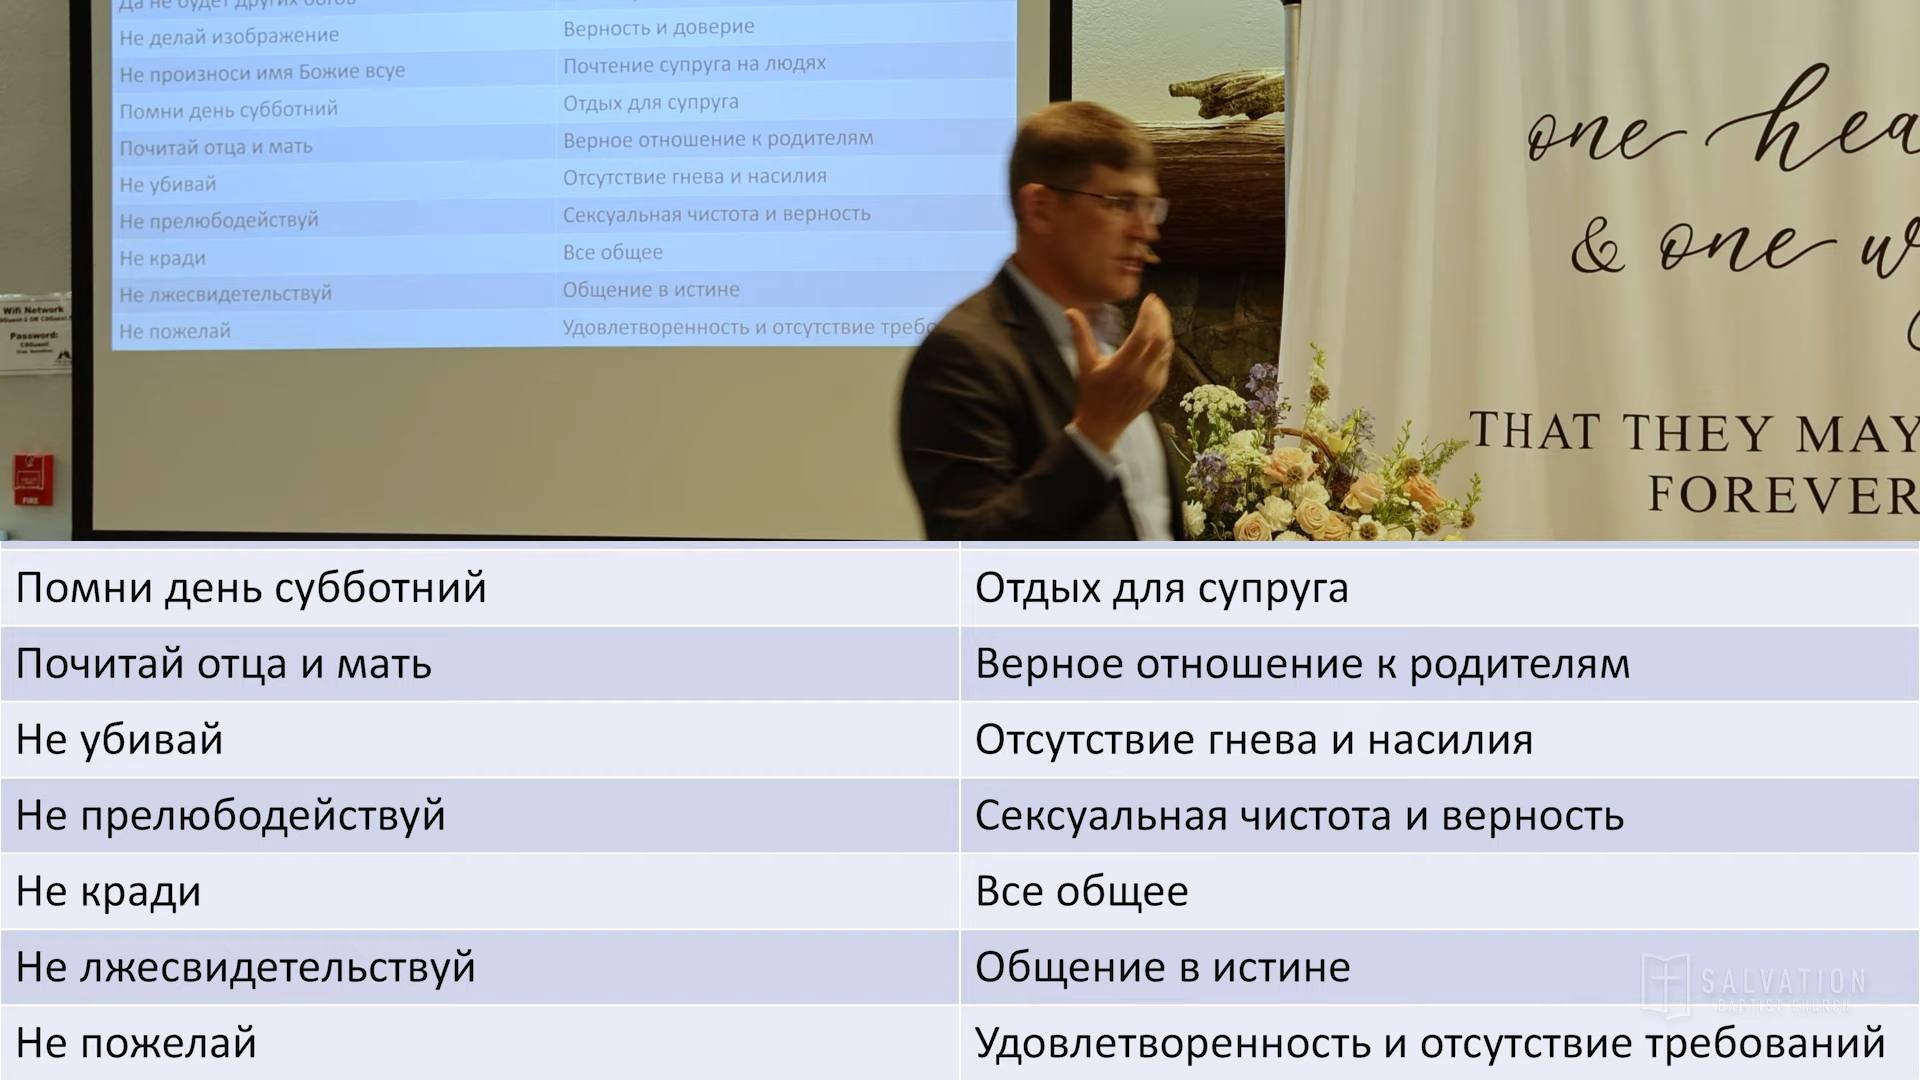 Да не будет других богов
Не делай изображение
Верность и доверие
Не произноси имя Божие всуе
Почтение супруга на людях
Помни день субботний
Отдых для супруга
Почитай отца и мать
Верное отношение к родителям
Не убивай
Отсутствие гнева и насилия
Не прелюбодействуй
Сексуальная чистота и верность
Не кради
Все общее
Не лжесвидетельствуй
Общение в истине
Не пожелай
Удовлетворенность и отсутствие требо
Wifi Network
Password:
FIRE
one hea
& one w
THAT THEY MAY
FOREVER
Помни день субботний
Отдых для супруга
Почитай отца и мать
Верное отношение к родителям
Не убивай
Отсутствие гнева и насилия
Не прелюбодействуй
Сексуальная чистота и верность
Не кради
Все общее
Не лжесвидетельствуй
Общение в истине
SALVATION
BAPTIST CHURCH
Не пожелай
Удовлетворенность и отсутствие требований